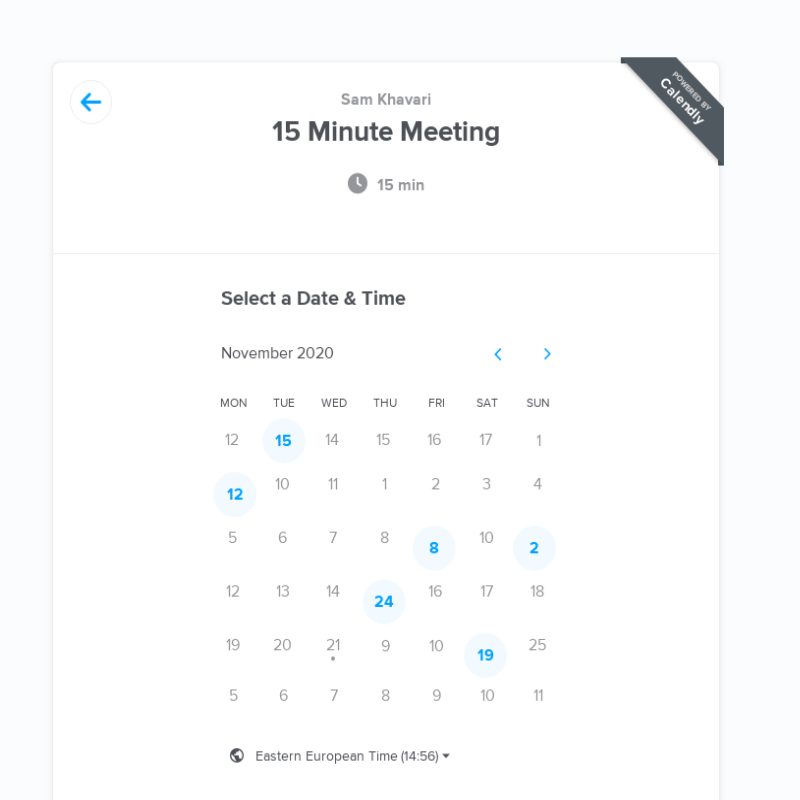 POWERED BY
Calendly
Sam Khavari
15 Minute Meeting
15 min
Select a Date & Time
November 2020
MON TUE WED THU FRI SAT SUN
12 15 14 15 16 17 1
12 10 11 1 2 3 4
5 6 7 8 8 10 2
12 13 14 24 16 17 18
19 20 21 9 10 19 25
5 6 7 8 9 10 11
Eastern European Time (14:56)